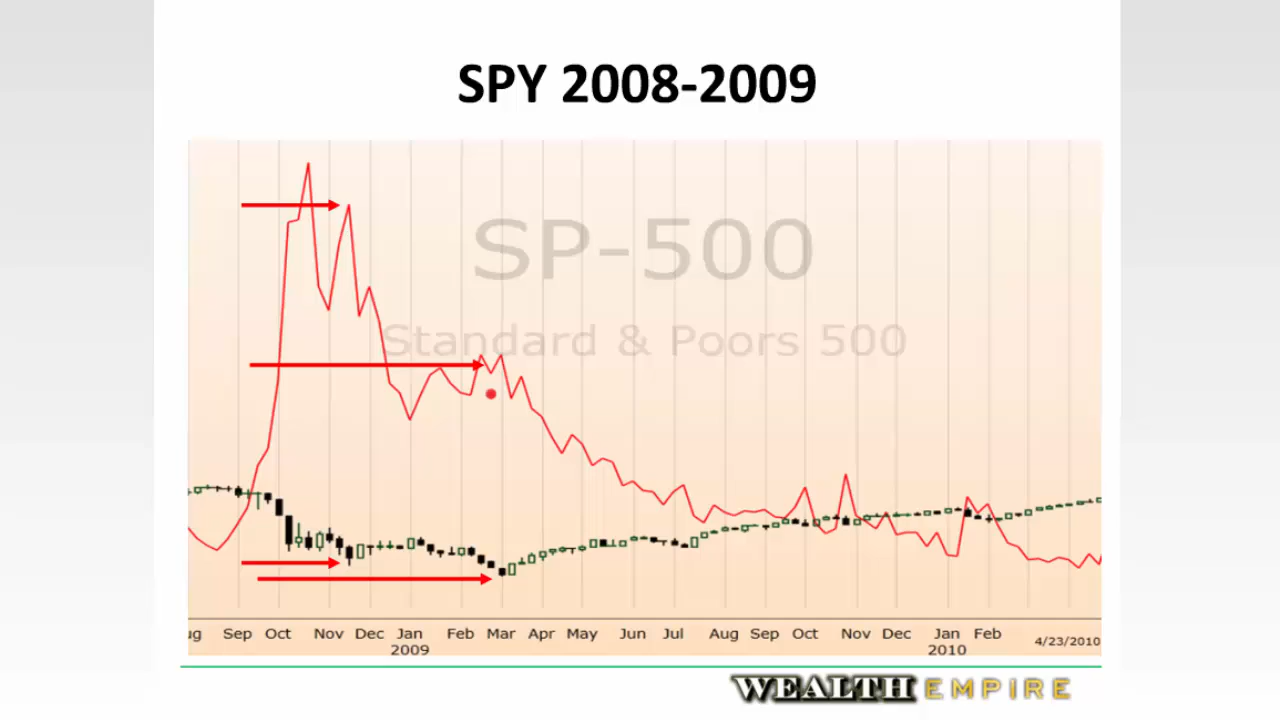 SPY 2008-2009
SP-500
Standard & Poors 500
ug Sep Oct Nov Dec Jan Feb Mar Apr May Jun Jul Aug Sep Oct Nov Dec Jan Feb 4/23/2010
2009 2010
WEALTH EMPIRE